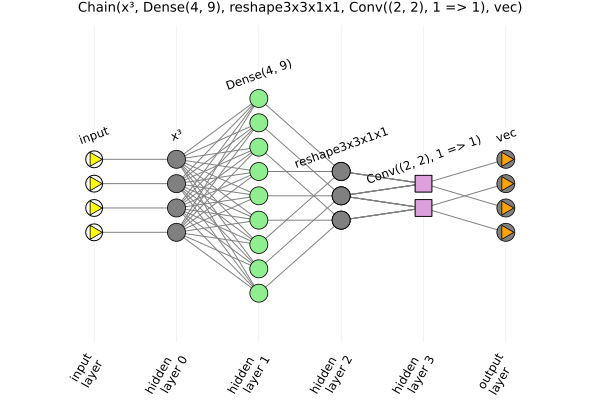 Chain(x³, Dense(4, 9), reshape3x3x1x1, Conv((2, 2), 1 => 1), vec)
input
x³
Dense(4, 9)
reshape3x3x1x1
Conv((2, 2), 1 => 1)
vec
input
layer
hidden
layer 0
hidden
layer 1
hidden
layer 2
hidden
layer 3
output
layer